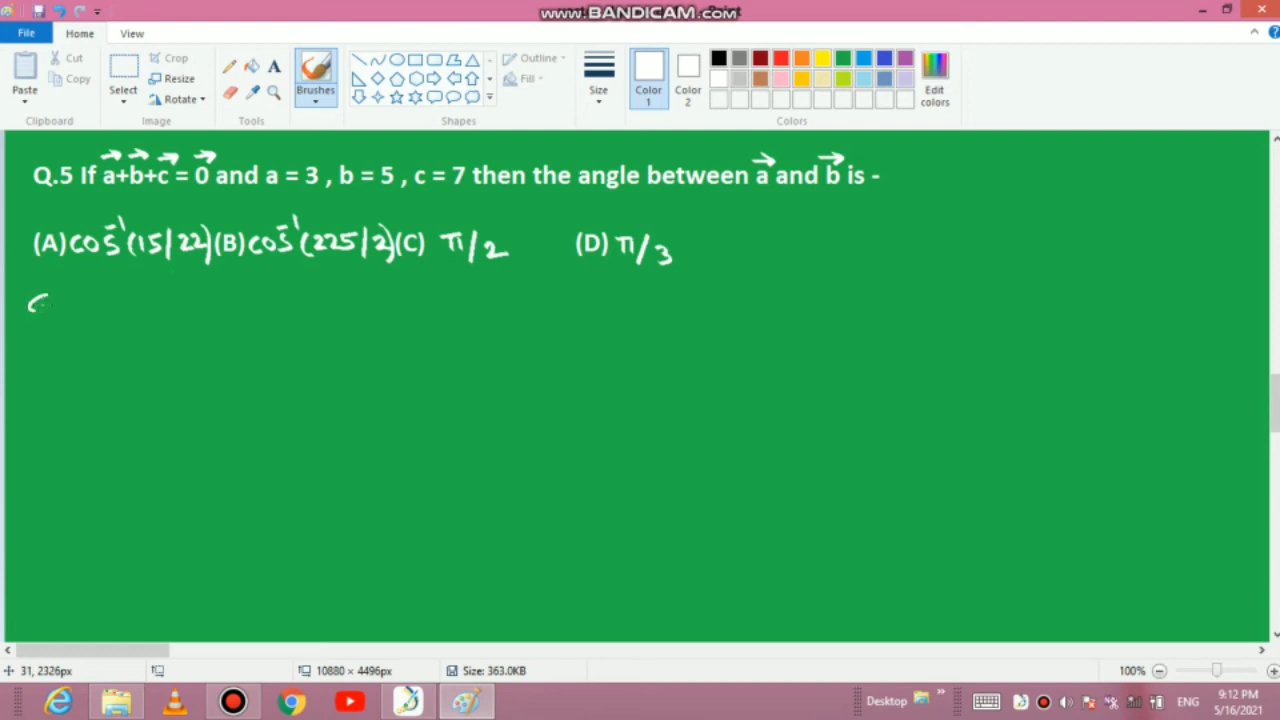 www.BANDICAM.com
File Home View
Paste Cut Copy Select Crop Resize Rotate Brushes Outline Fill Size Color 1 Color 2 Edit colors
Clipboard Image Tools Shapes Colors
Q.5 If a+b+c = 0 and a = 3 , b = 5 , c = 7 then the angle between a and b is -
(A) cos⁻¹(15/22) (B) cos⁻¹(225/2) (C) π/2 (D) π/3
31, 2326px 10880 × 4496px Size: 363.0KB 100%
Desktop » ENG 9:12 PM
5/16/2021